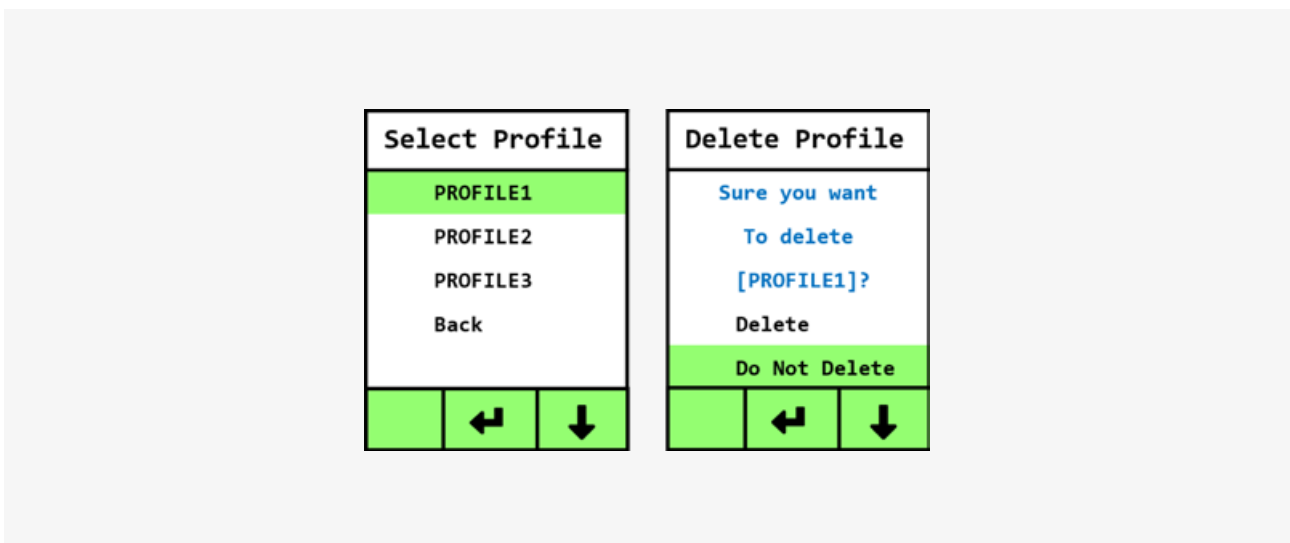 Select Profile
PROFILE1
PROFILE2
PROFILE3
Back
Delete Profile
Sure you want
To delete
[PROFILE1]?
Delete
Do Not Delete